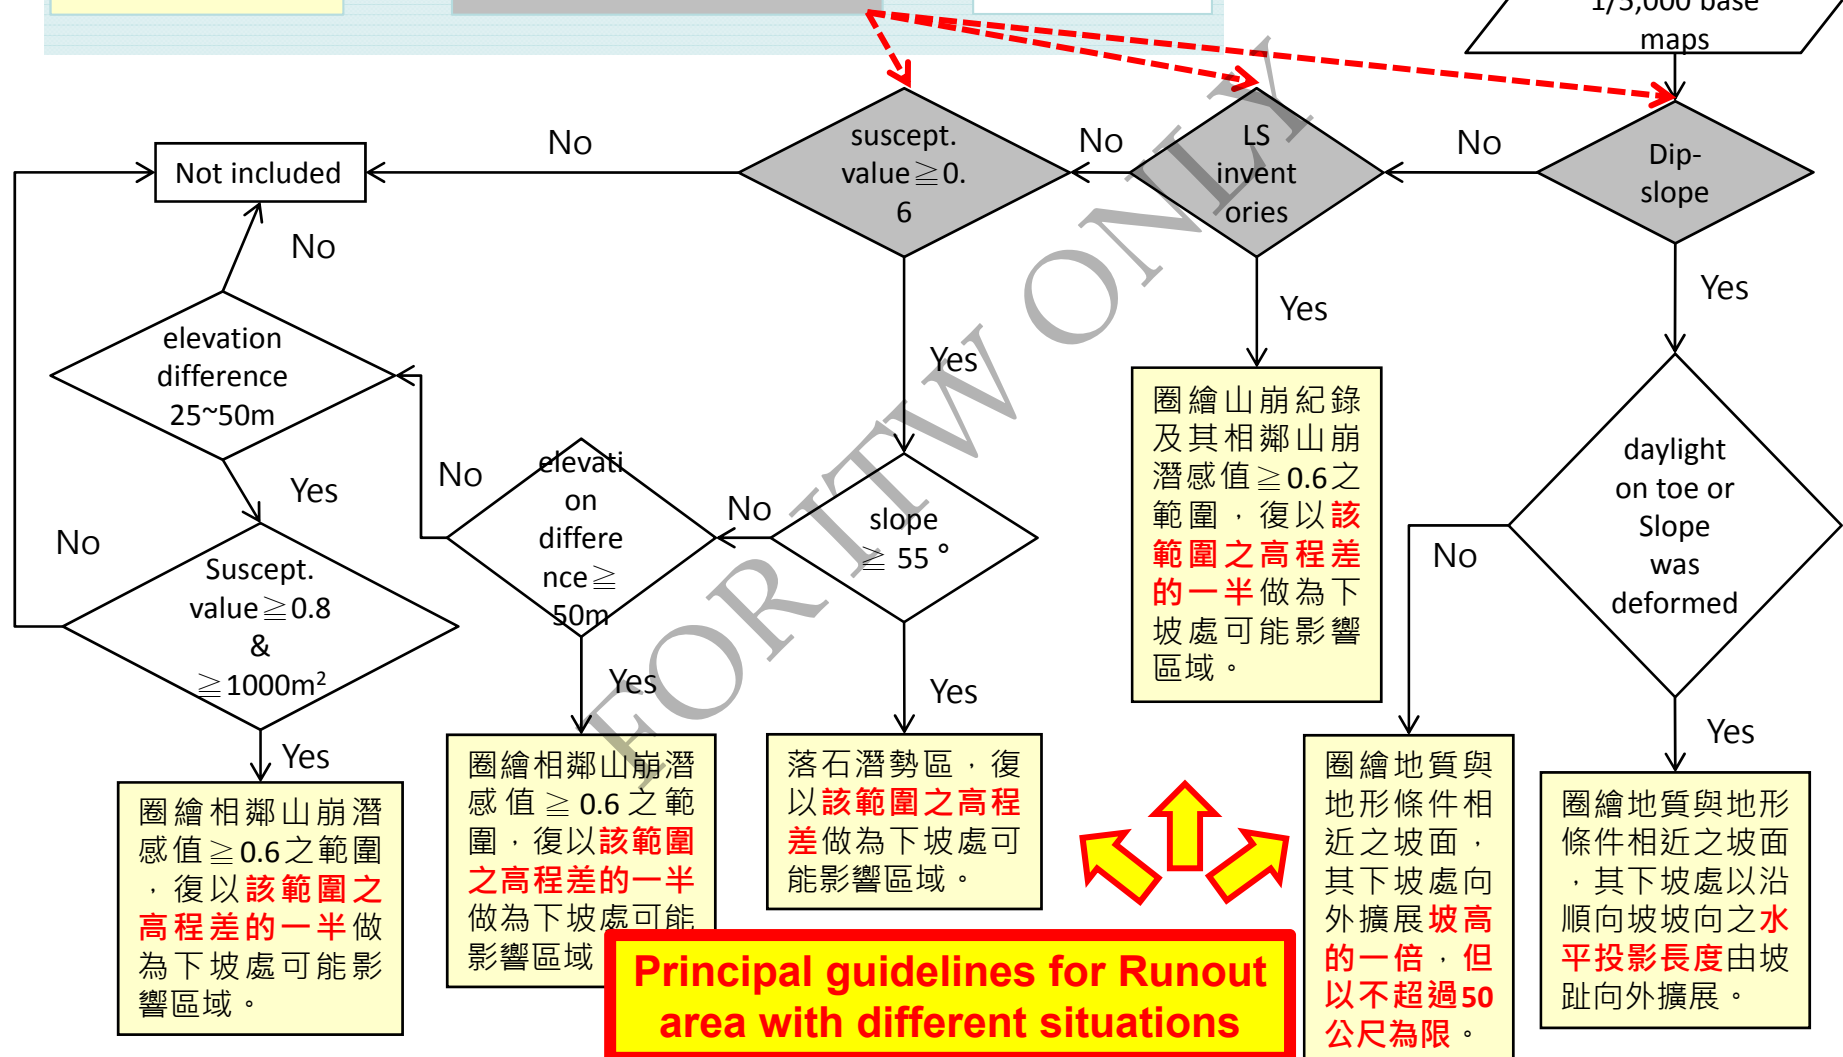 1/5,000 base
maps
Dip-
slope
No
Yes
LS
invent
ories
No
Yes
suscept.
value≧0.
6
No
Yes
Not included
No
elevation
difference
25~50m
Yes
No
Suscept.
value≧0.8
&
≧1000m²
Yes
No
elevati
on
differe
nce≧
50m
Yes
No
slope
≧ 55 °
Yes
daylight
on toe or
Slope
was
deformed
No
Yes
圈繪山崩紀錄
及其相鄰山崩
潛感值≧0.6之
範圍，復以該
範圍之高程差
的一半做為下
坡處可能影響
區域。
圈繪相鄰山崩潛
感值≧0.6之範圍
，復以該範圍之
高程差的一半做
為下坡處可能影
響區域。
圈繪相鄰山崩潛
感值≧0.6之範
圍，復以該範圍
之高程差的一半
做為下坡處可能
影響區域
落石潛勢區，復
以該範圍之高程
差做為下坡處可
能影響區域。
圈繪地質與
地形條件相
近之坡面，
其下坡處向
外擴展坡高
的一倍，但
以不超過50
公尺為限。
圈繪地質與地形
條件相近之坡面
，其下坡處以沿
順向坡坡向之水
平投影長度由坡
趾向外擴展。
Principal guidelines for Runout
area with different situations
FOR ITW ONLY